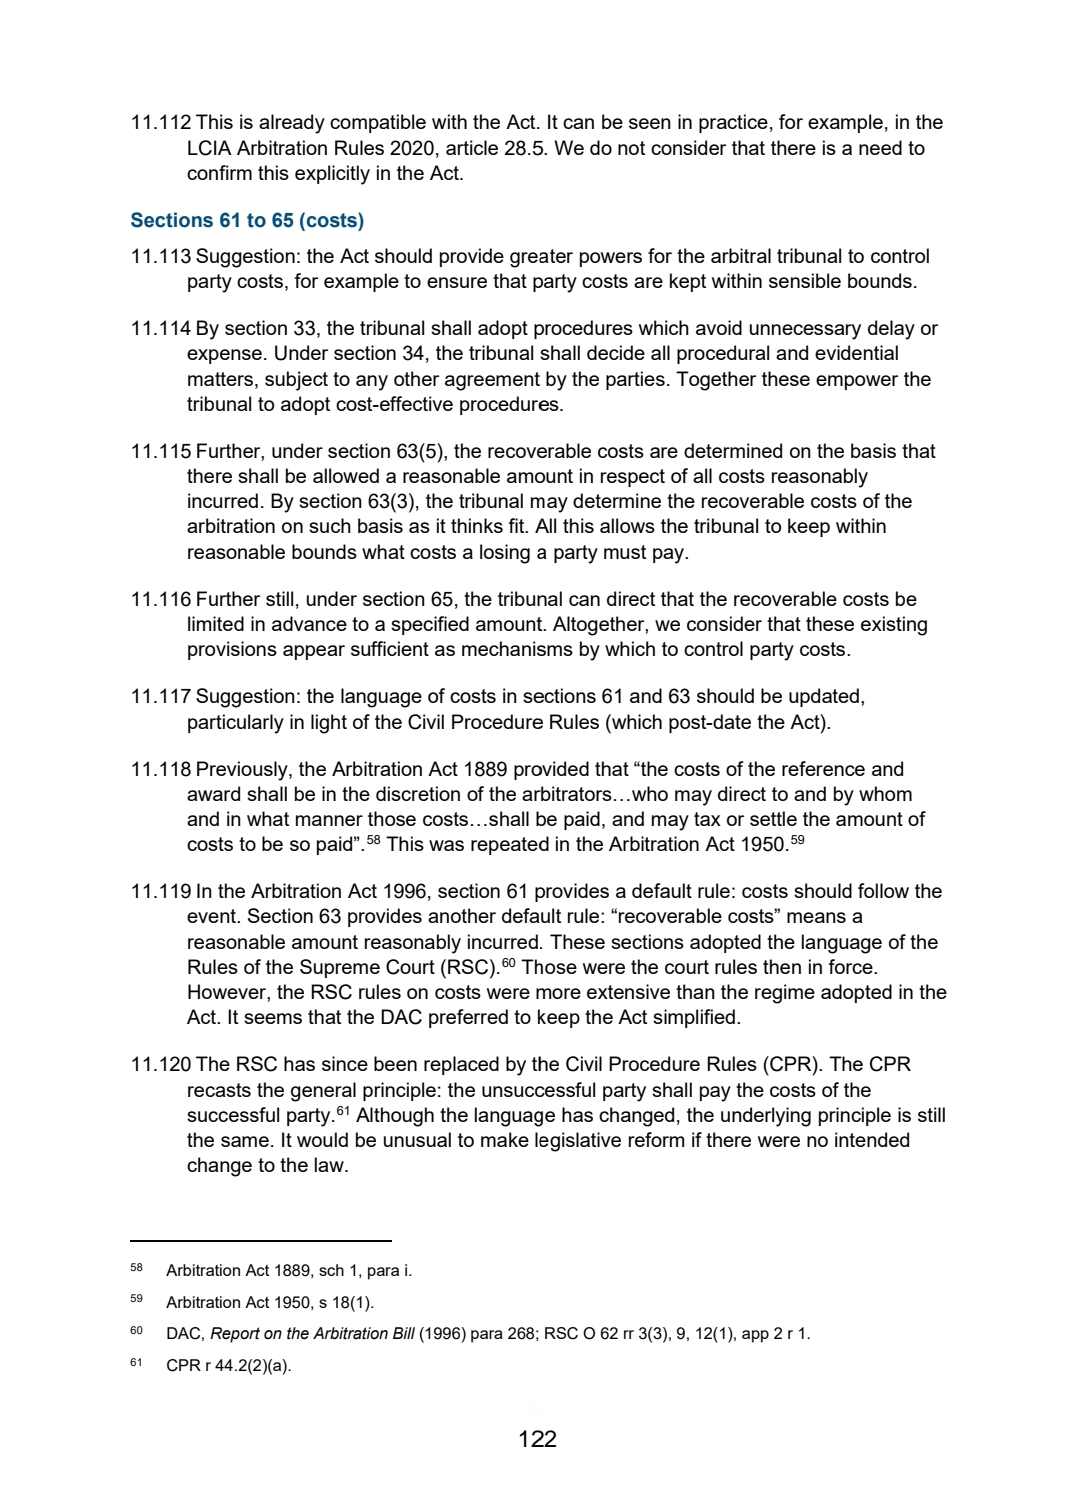 11.112 This is already compatible with the Act. It can be seen in practice, for example, in the
LCIA Arbitration Rules 2020, article 28.5. We do not consider that there is a need to
confirm this explicitly in the Act.
Sections 61 to 65 (costs)
11.113 Suggestion: the Act should provide greater powers for the arbitral tribunal to control
party costs, for example to ensure that party costs are kept within sensible bounds.
11.114 By section 33, the tribunal shall adopt procedures which avoid unnecessary delay or
expense. Under section 34, the tribunal shall decide all procedural and evidential
matters, subject to any other agreement by the parties. Together these empower the
tribunal to adopt cost-effective procedures.
11.115 Further, under section 63(5), the recoverable costs are determined on the basis that
there shall be allowed a reasonable amount in respect of all costs reasonably
incurred. By section 63(3), the tribunal may determine the recoverable costs of the
arbitration on such basis as it thinks fit. All this allows the tribunal to keep within
reasonable bounds what costs a losing a party must pay.
11.116 Further still, under section 65, the tribunal can direct that the recoverable costs be
limited in advance to a specified amount. Altogether, we consider that these existing
provisions appear sufficient as mechanisms by which to control party costs.
11.117 Suggestion: the language of costs in sections 61 and 63 should be updated,
particularly in light of the Civil Procedure Rules (which post-date the Act).
11.118 Previously, the Arbitration Act 1889 provided that “the costs of the reference and
award shall be in the discretion of the arbitrators…who may direct to and by whom
and in what manner those costs…shall be paid, and may tax or settle the amount of
costs to be so paid”.58 This was repeated in the Arbitration Act 1950.59
11.119 In the Arbitration Act 1996, section 61 provides a default rule: costs should follow the
event. Section 63 provides another default rule: “recoverable costs” means a
reasonable amount reasonably incurred. These sections adopted the language of the
Rules of the Supreme Court (RSC).60 Those were the court rules then in force.
However, the RSC rules on costs were more extensive than the regime adopted in the
Act. It seems that the DAC preferred to keep the Act simplified.
11.120 The RSC has since been replaced by the Civil Procedure Rules (CPR). The CPR
recasts the general principle: the unsuccessful party shall pay the costs of the
successful party.61 Although the language has changed, the underlying principle is still
the same. It would be unusual to make legislative reform if there were no intended
change to the law.
58 Arbitration Act 1889, sch 1, para i.
59 Arbitration Act 1950, s 18(1).
60 DAC, Report on the Arbitration Bill (1996) para 268; RSC O 62 rr 3(3), 9, 12(1), app 2 r 1.
61 CPR r 44.2(2)(a).
122